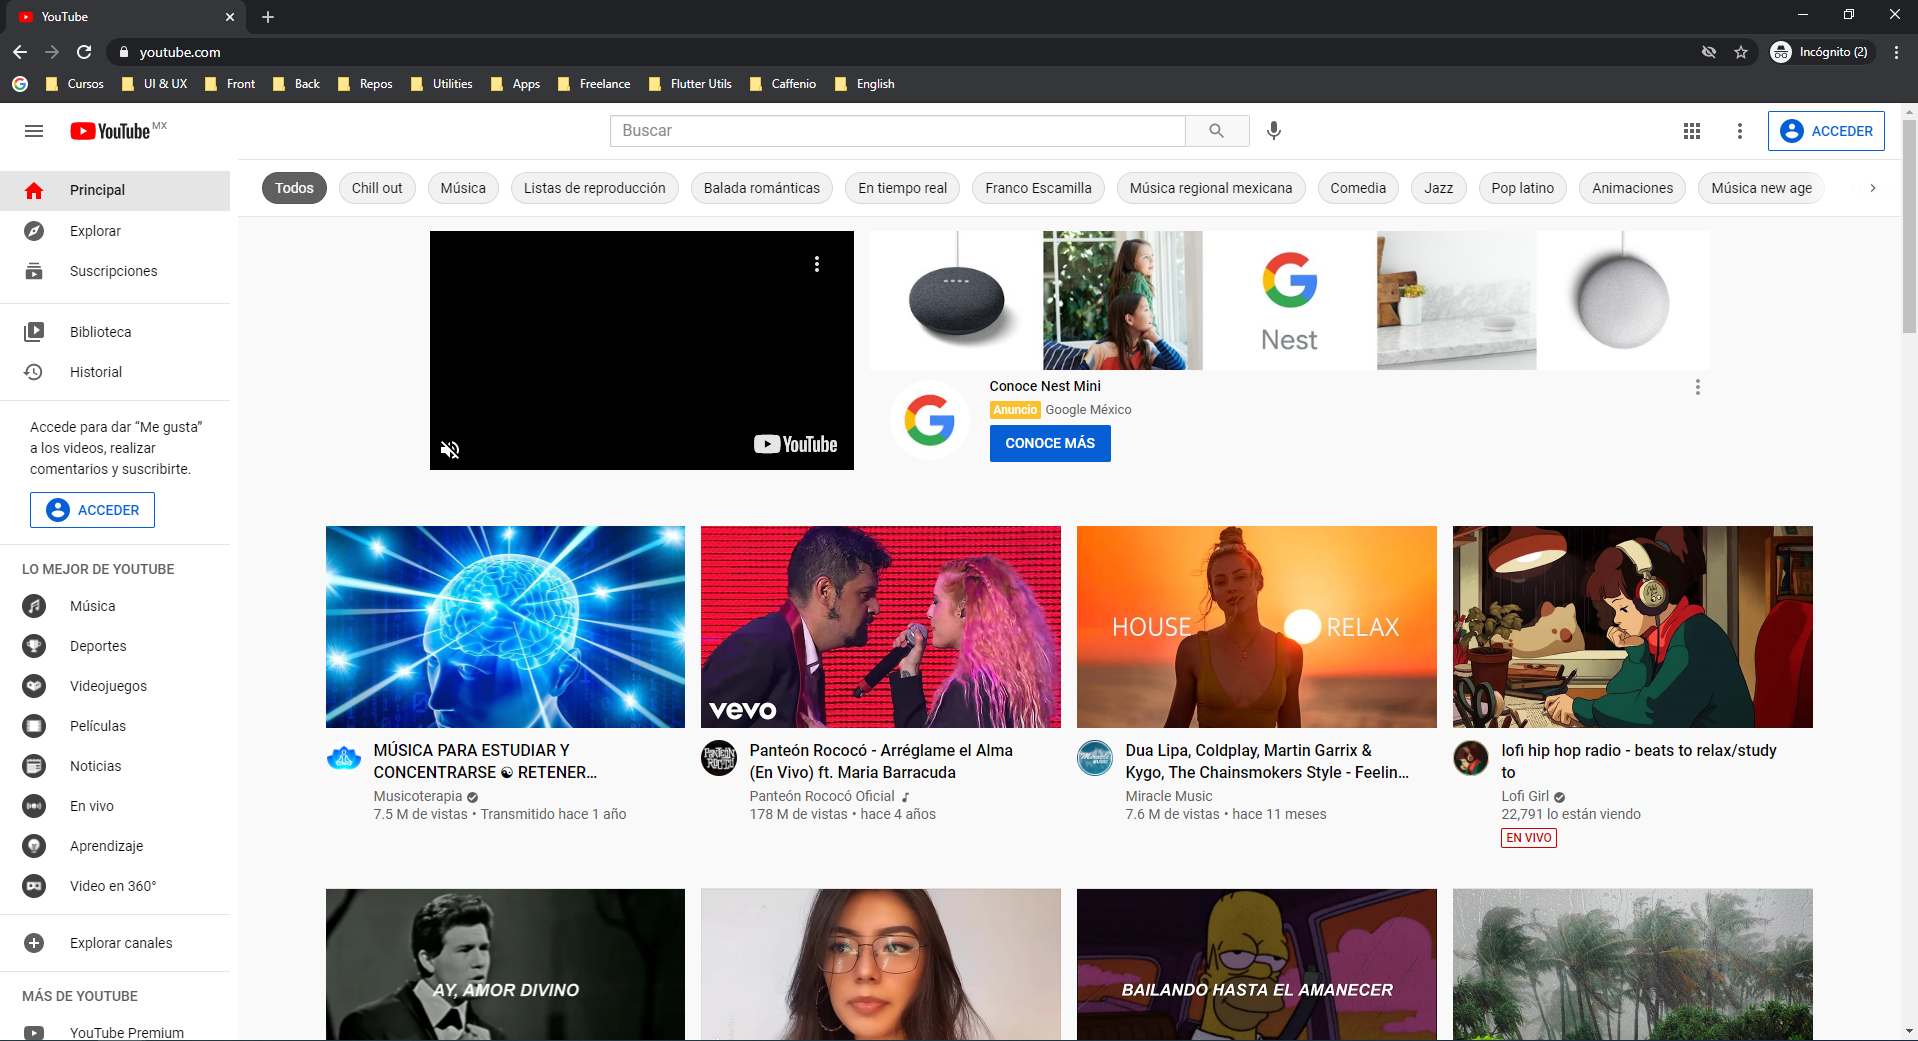 YouTube
youtube.com
Incógnito (2)
Cursos
UI & UX
Front
Back
Repos
Utilities
Apps
Freelance
Flutter Utils
Caffenio
English
YouTube MX
Buscar
ACCEDER
Principal
Explorar
Suscripciones
Biblioteca
Historial
Accede para dar “Me gusta”
a los videos, realizar
comentarios y suscribirte.
ACCEDER
LO MEJOR DE YOUTUBE
Música
Deportes
Videojuegos
Películas
Noticias
En vivo
Aprendizaje
Video en 360°
Explorar canales
MÁS DE YOUTUBE
YouTube Premium
Todos
Chill out
Música
Listas de reproducción
Balada románticas
En tiempo real
Franco Escamilla
Música regional mexicana
Comedia
Jazz
Pop latino
Animaciones
Música new age
YouTube
Nest
Conoce Nest Mini
Anuncio Google México
CONOCE MÁS
MÚSICA PARA ESTUDIAR Y
CONCENTRARSE ☯ RETENER...
Musicoterapia
7.5 M de vistas • Transmitido hace 1 año
vevo
PANTEÓN
ROCOCÓ
Panteón Rococó - Arréglame el Alma
(En Vivo) ft. Maria Barracuda
Panteón Rococó Oficial
178 M de vistas • hace 4 años
HOUSE RELAX
Dua Lipa, Coldplay, Martin Garrix &
Kygo, The Chainsmokers Style - Feelin...
Miracle Music
7.6 M de vistas • hace 11 meses
lofi hip hop radio - beats to relax/study
to
Lofi Girl
22,791 lo están viendo
EN VIVO
AY, AMOR DIVINO
BAILANDO HASTA EL AMANECER